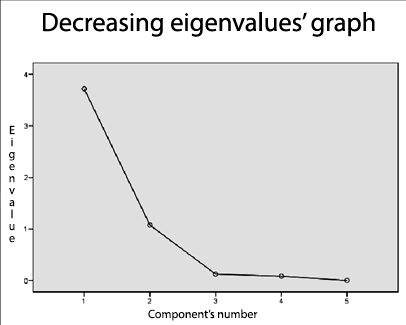 Decreasing eigenvalues' graph
Eigenvalue
4
3
2
1
0
1 2 3 4 5
Component's number